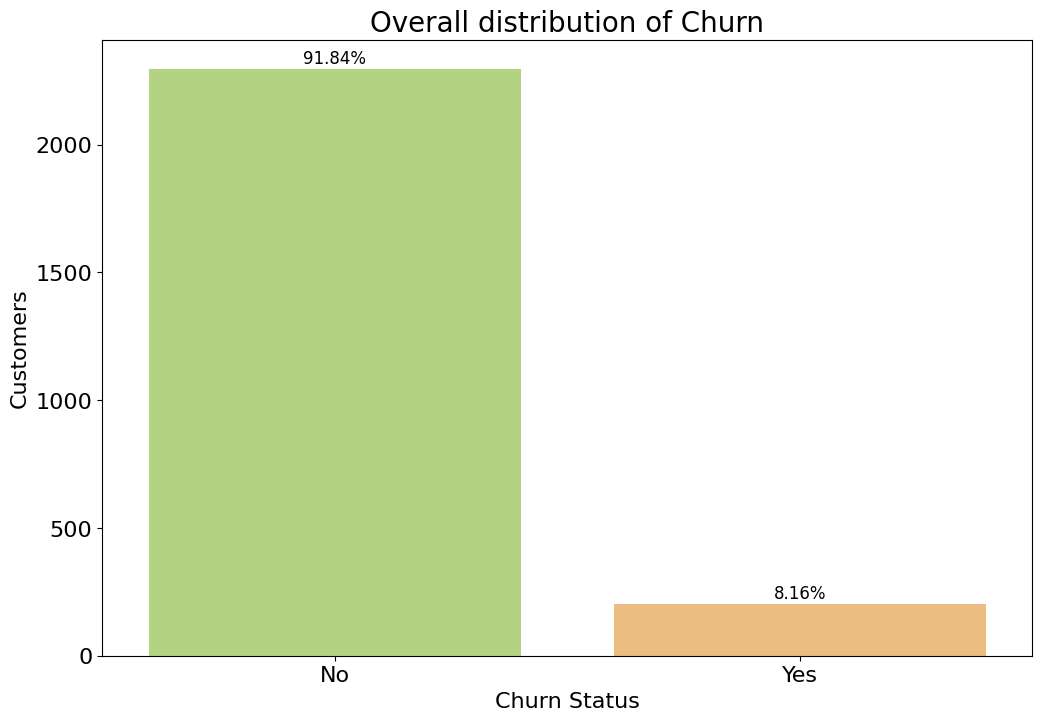 Overall distribution of Churn
91.84%
2000
1500
Customers
1000
500
8.16%
0
No
Yes
Churn Status